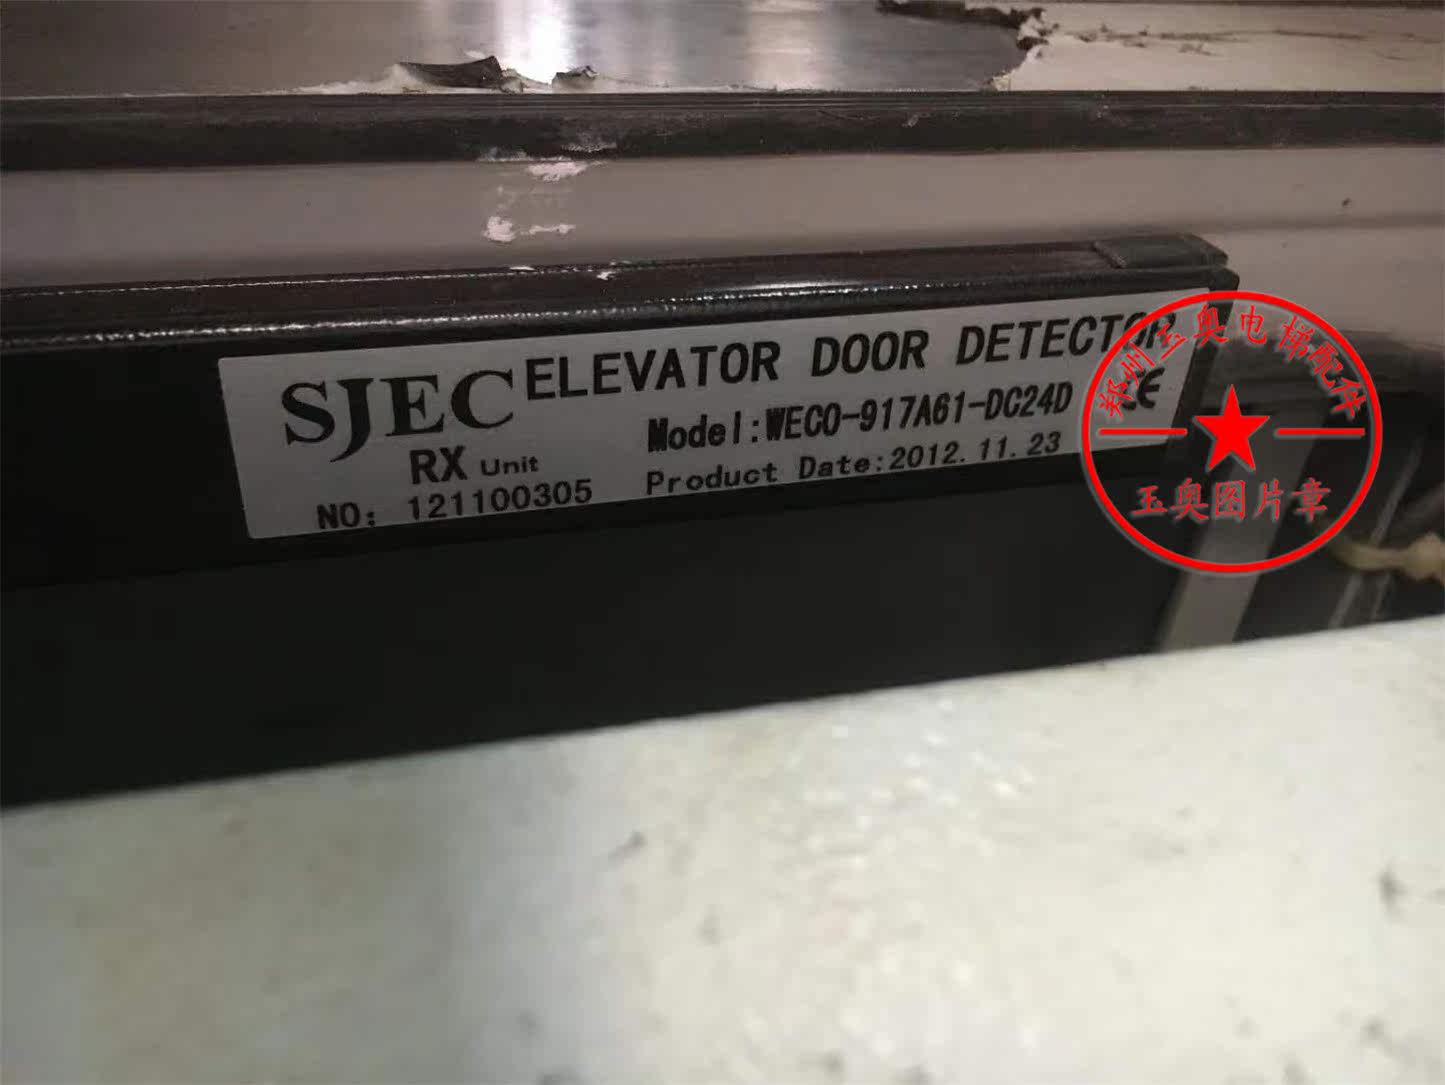 SJEC ELEVATOR DOOR DETECTOR
RX Unit Model:WECO-917A61-DC24D CE
NO: 121100305 Product Date:2012.11.23
郑州玉奥电梯配件
玉奥图片章